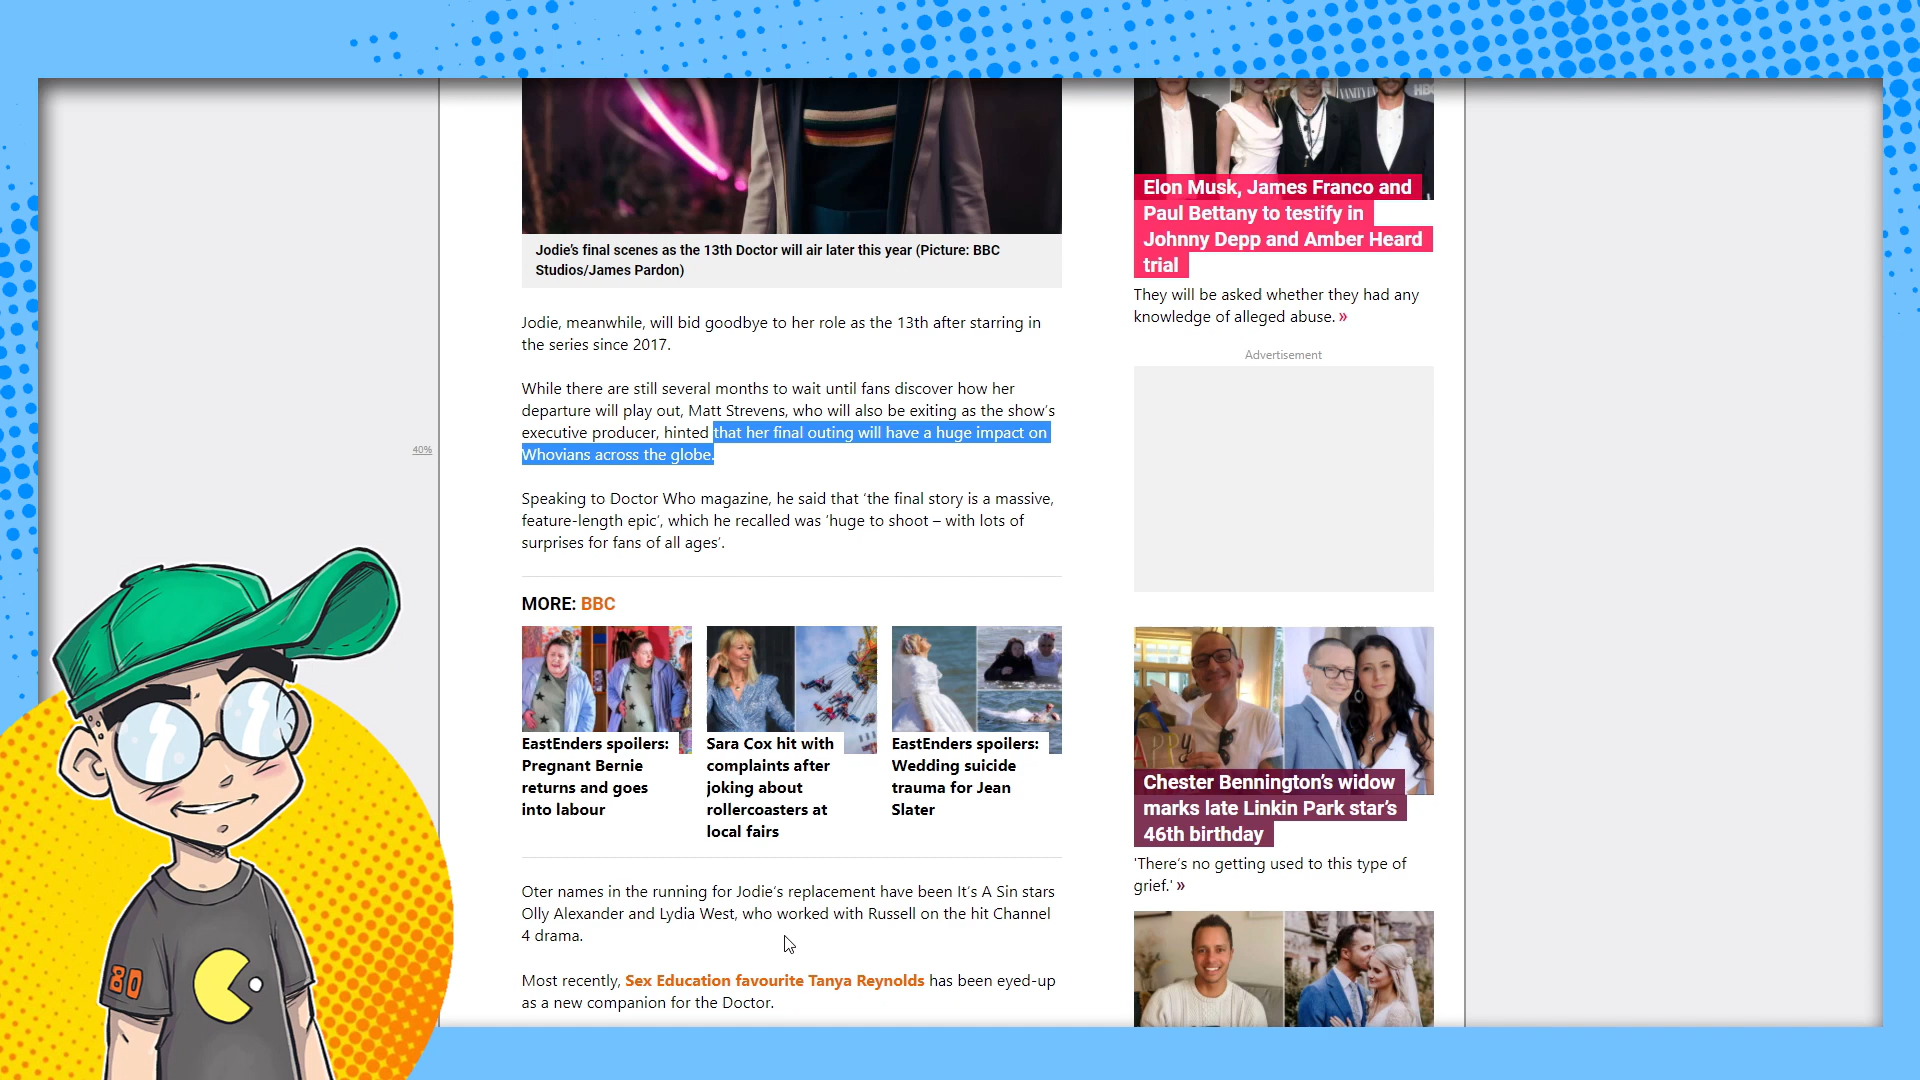 Jodie's final scenes as the 13th Doctor will air later this year (Picture: BBC
Studios/James Pardon)
Jodie, meanwhile, will bid goodbye to her role as the 13th after starring in
the series since 2017.
While there are still several months to wait until fans discover how her
departure will play out, Matt Strevens, who will also be exiting as the show's
executive producer, hinted that her final outing will have a huge impact on
Whovians across the globe.
40%
Speaking to Doctor Who magazine, he said that ‘the final story is a massive,
feature-length epic’, which he recalled was ‘huge to shoot – with lots of
surprises for fans of all ages’.
MORE: BBC
EastEnders spoilers:
Pregnant Bernie
returns and goes
into labour
Sara Cox hit with
complaints after
joking about
rollercoasters at
local fairs
EastEnders spoilers:
Wedding suicide
trauma for Jean
Slater
Oter names in the running for Jodie's replacement have been It's A Sin stars
Olly Alexander and Lydia West, who worked with Russell on the hit Channel
4 drama.
Most recently, Sex Education favourite Tanya Reynolds has been eyed-up
as a new companion for the Doctor.
VANITY FAIR
HBO
Elon Musk, James Franco and
Paul Bettany to testify in
Johnny Depp and Amber Heard
trial
They will be asked whether they had any
knowledge of alleged abuse. »
Advertisement
APPY
Chester Bennington's widow
marks late Linkin Park star's
46th birthday
'There's no getting used to this type of
grief.' »
80